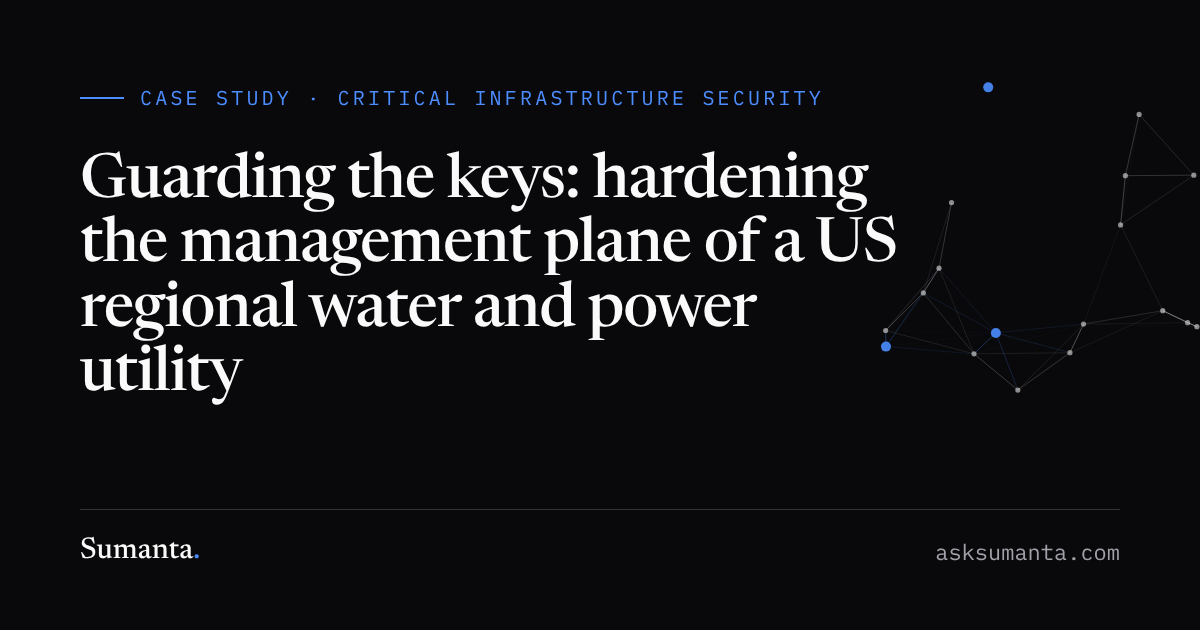 CASE STUDY · CRITICAL INFRASTRUCTURE SECURITY
Guarding the keys: hardening
the management plane of a US
regional water and power
utility
Sumanta.
asksumanta.com